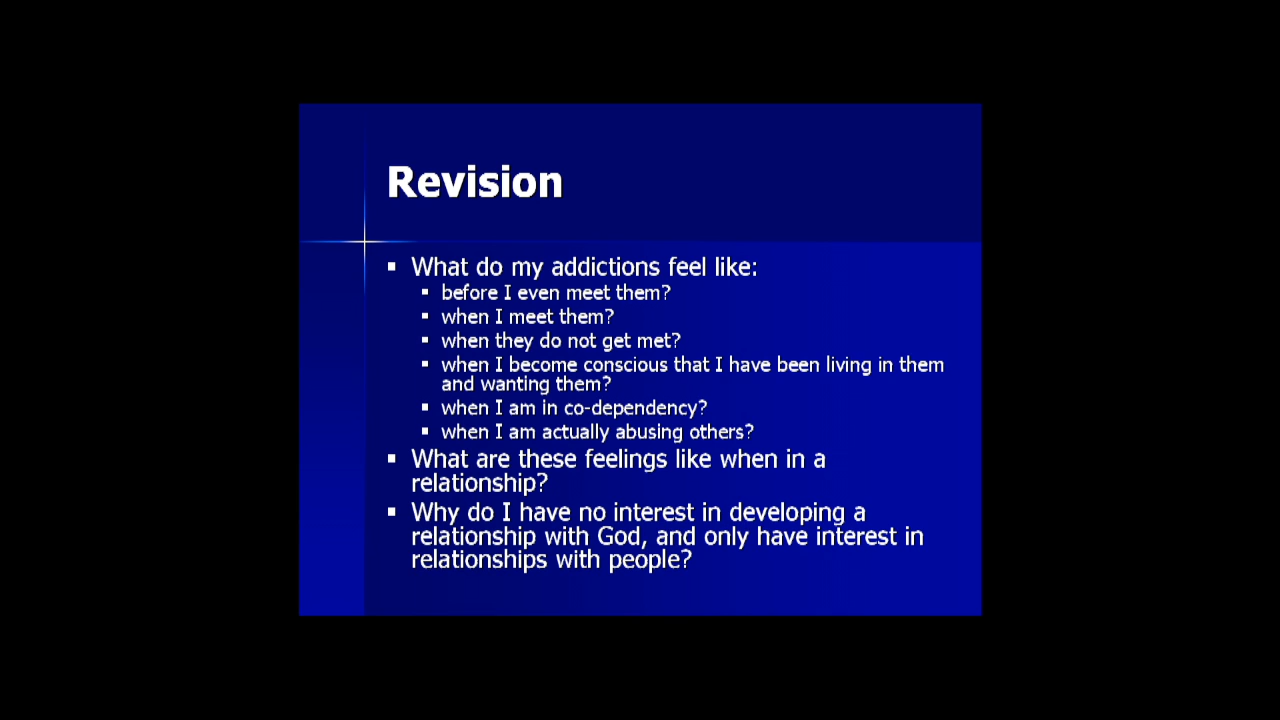 Revision
▪ What do my addictions feel like:
▪ before I even meet them?
▪ when I meet them?
▪ when they do not get met?
▪ when I become conscious that I have been living in them
and wanting them?
▪ when I am in co-dependency?
▪ when I am actually abusing others?
▪ What are these feelings like when in a
relationship?
▪ Why do I have no interest in developing a
relationship with God, and only have interest in
relationships with people?